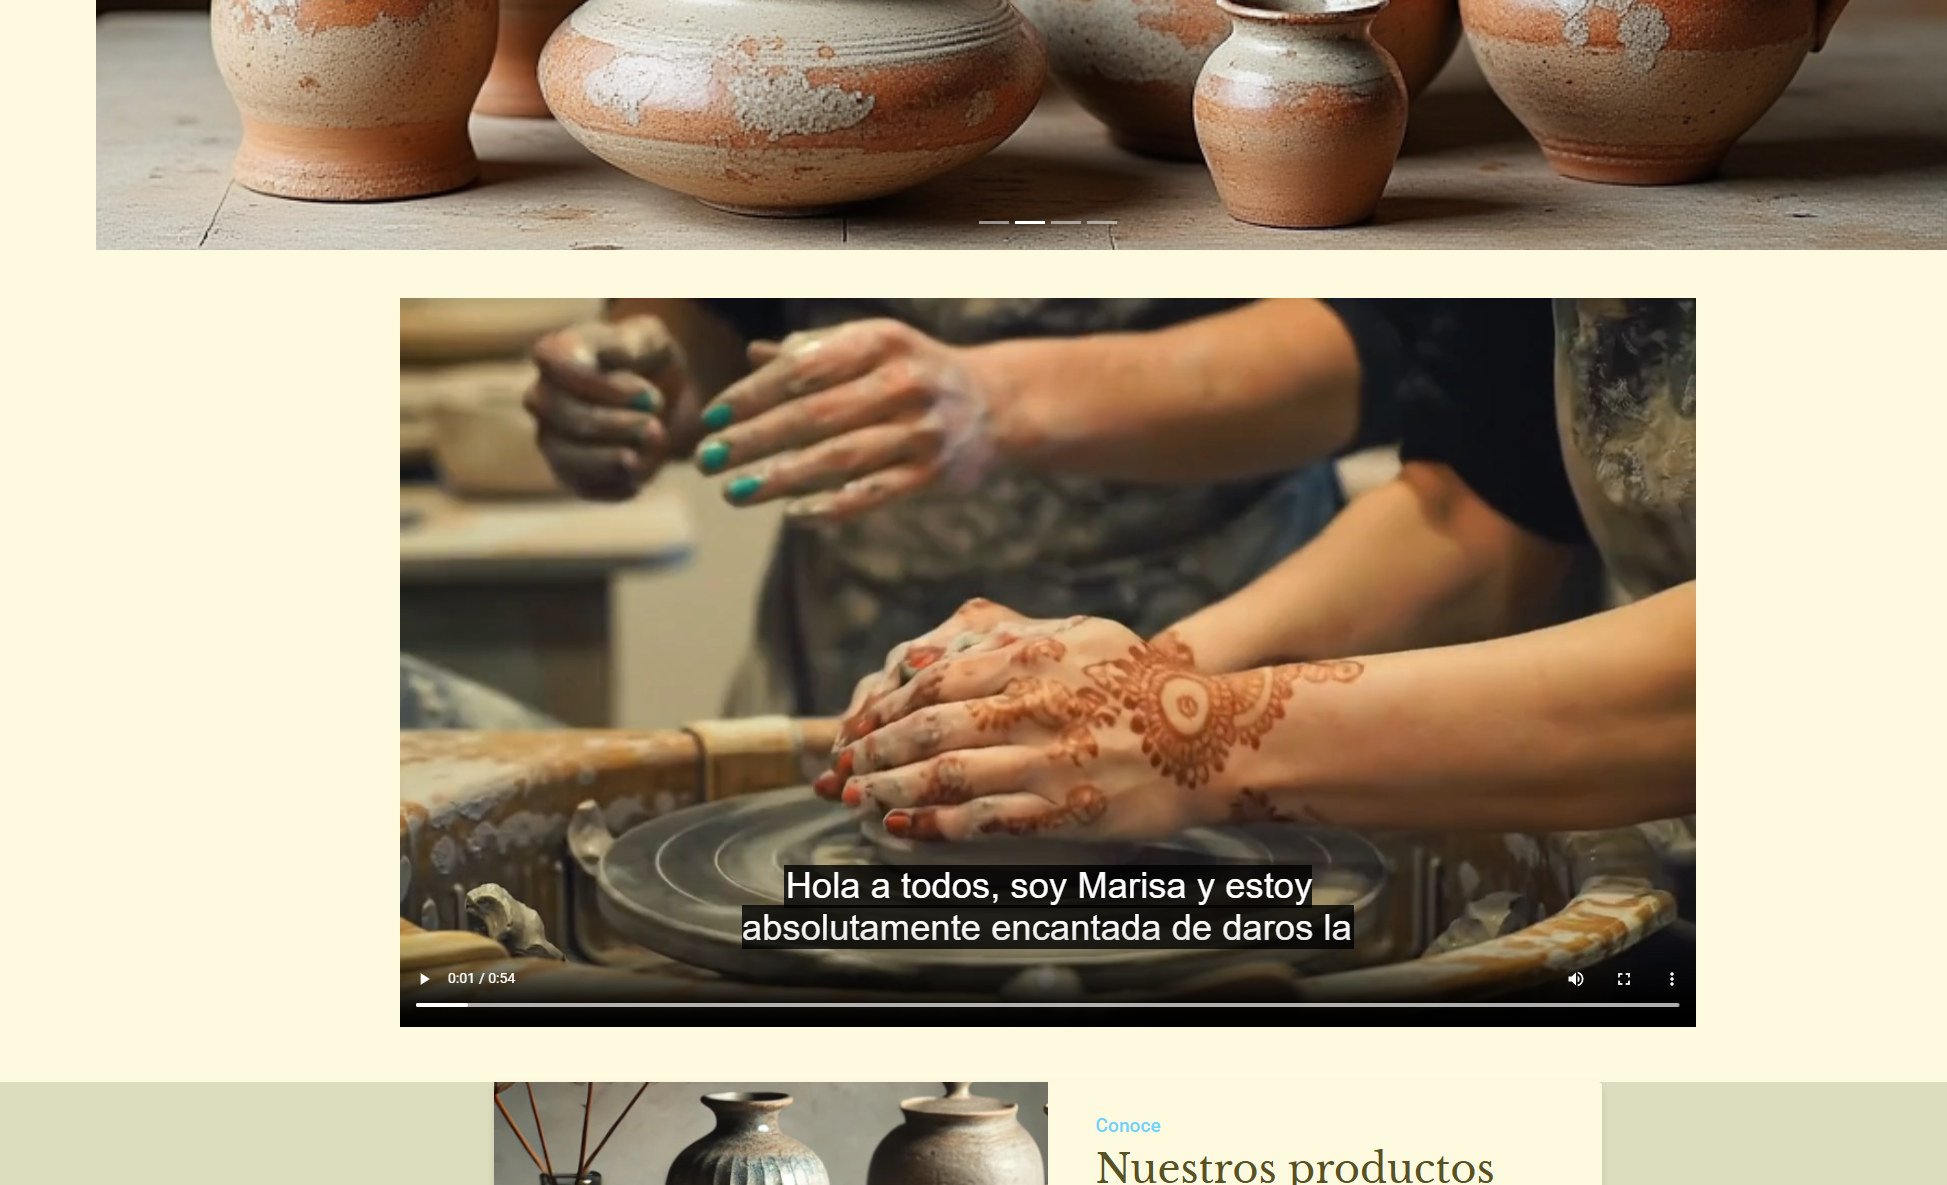 Hola a todos, soy Marisa y estoy
absolutamente encantada de daros la
0:01 / 0:54
Conoce
Nuestros productos